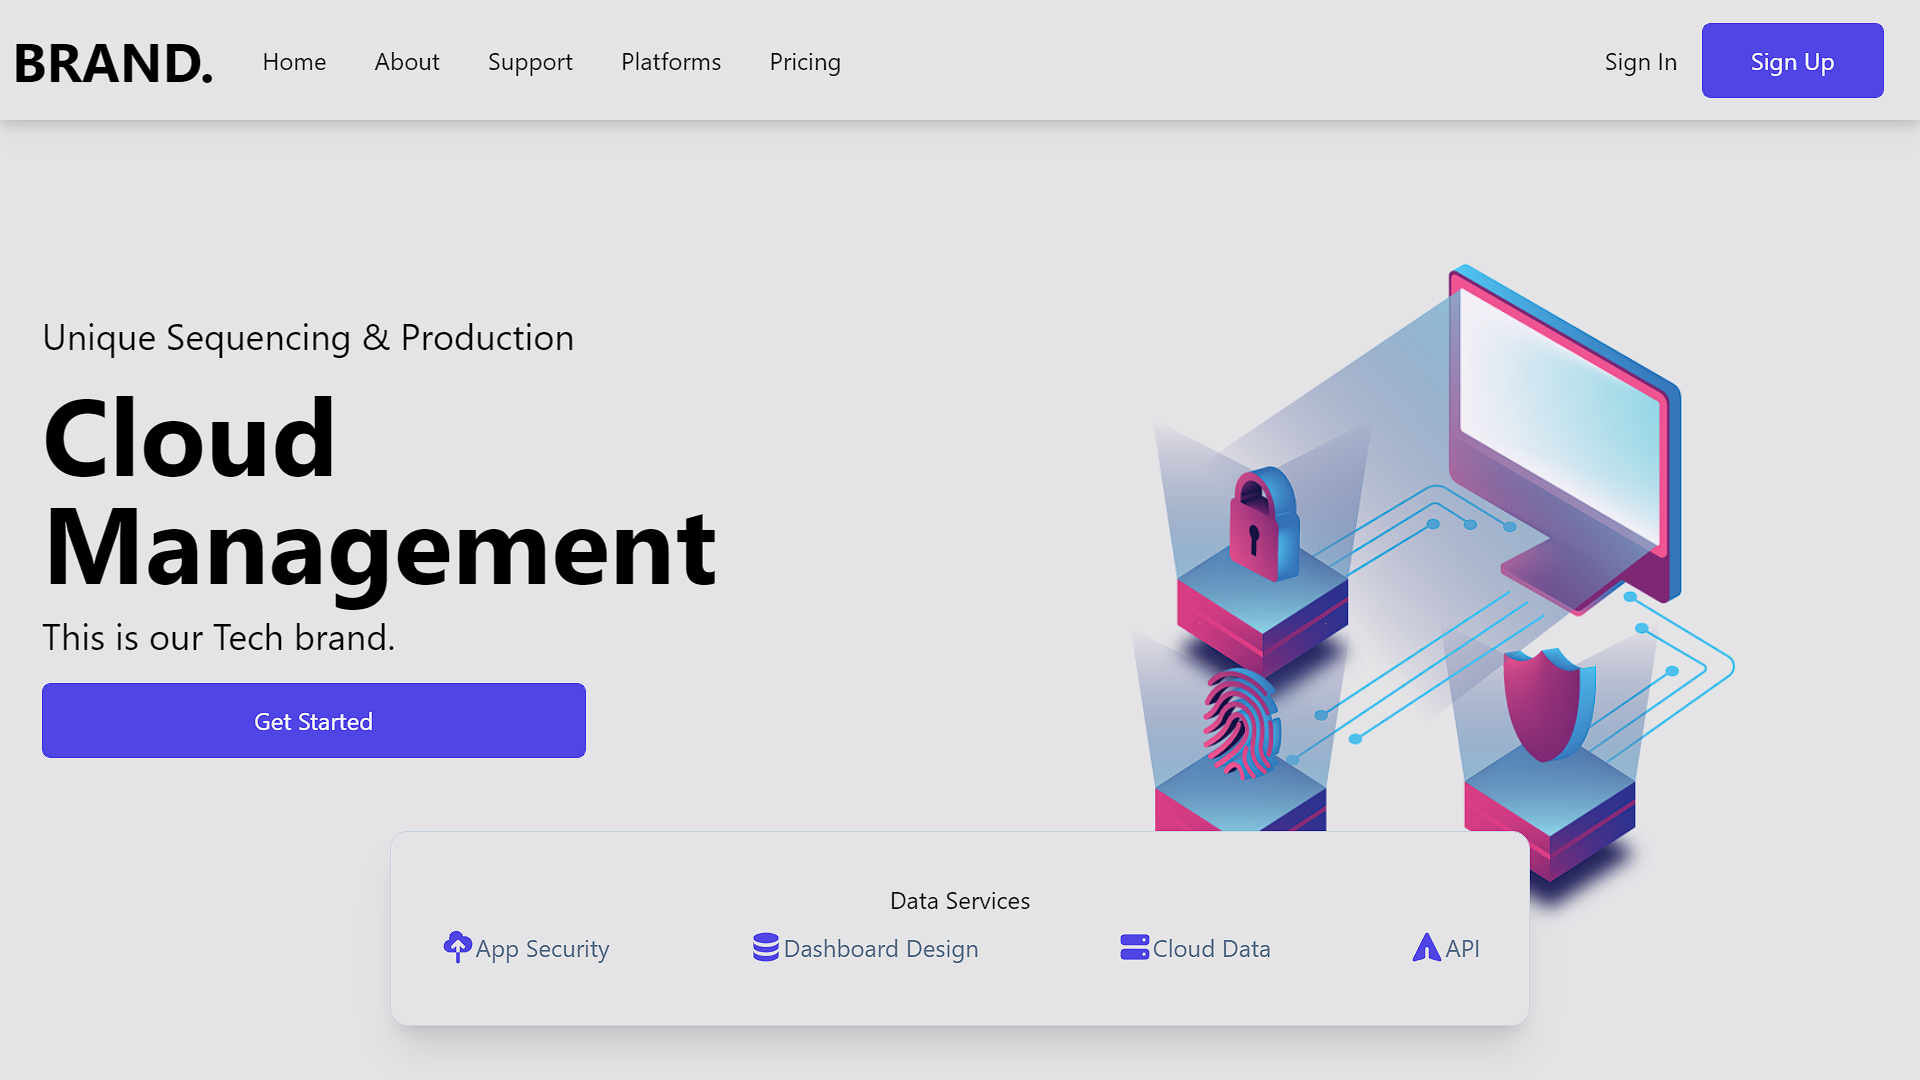 BRAND.
Home About Support Platforms Pricing Sign In Sign Up
Unique Sequencing & Production
Cloud
Management
This is our Tech brand.
Get Started
Data Services
App Security Dashboard Design Cloud Data API